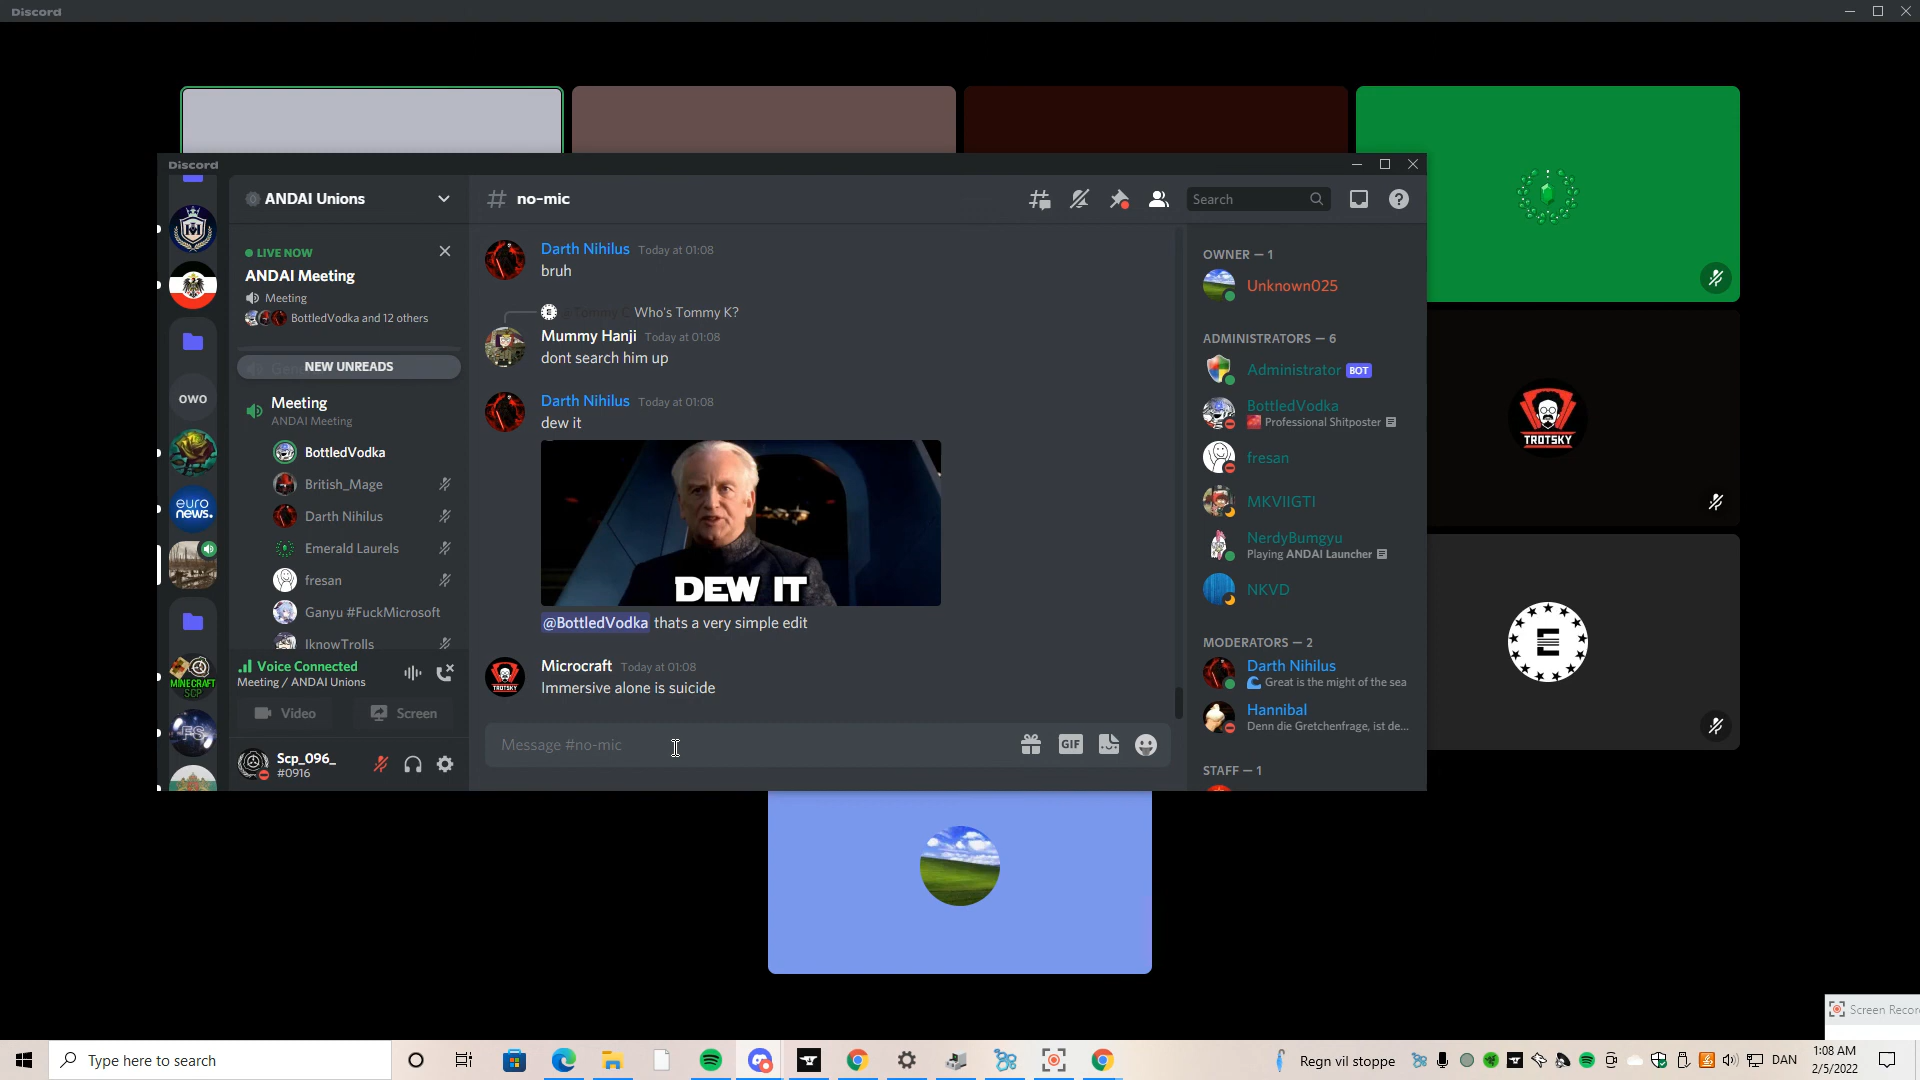 Discord
Discord
ANDAI Unions
no-mic
Search
LIVE NOW
ANDAI Meeting
Meeting
BottledVodka and 12 others
NEW UNREADS
Meeting
ANDAI Meeting
BottledVodka
British_Mage
Darth Nihilus
Emerald Laurels
fresan
Ganyu #FuckMicrosoft
IknowTrolls
Voice Connected
Meeting / ANDAI Unions
Video
Screen
Scp_096_
#0916
owo
euro
news.
MINECRAFT
SCP
FS
Darth Nihilus Today at 01:08
bruh
Who's Tommy K?
Mummy Hanji Today at 01:08
dont search him up
Darth Nihilus Today at 01:08
dew it
DEW IT
@BottledVodka thats a very simple edit
TROTSKY
Microcraft Today at 01:08
Immersive alone is suicide
Message #no-mic
GIF
OWNER — 1
Unknown025
ADMINISTRATORS — 6
Administrator BOT
BottledVodka
Professional Shitposter
fresan
MKVIIGTI
NerdyBumgyu
Playing ANDAI Launcher
NKVD
MODERATORS — 2
Darth Nihilus
Great is the might of the sea
Hannibal
Denn die Gretchenfrage, ist de...
STAFF — 1
TROTSKY
E
Screen Recor
Type here to search
Regn vil stoppe
DAN
1:08 AM
2/5/2022